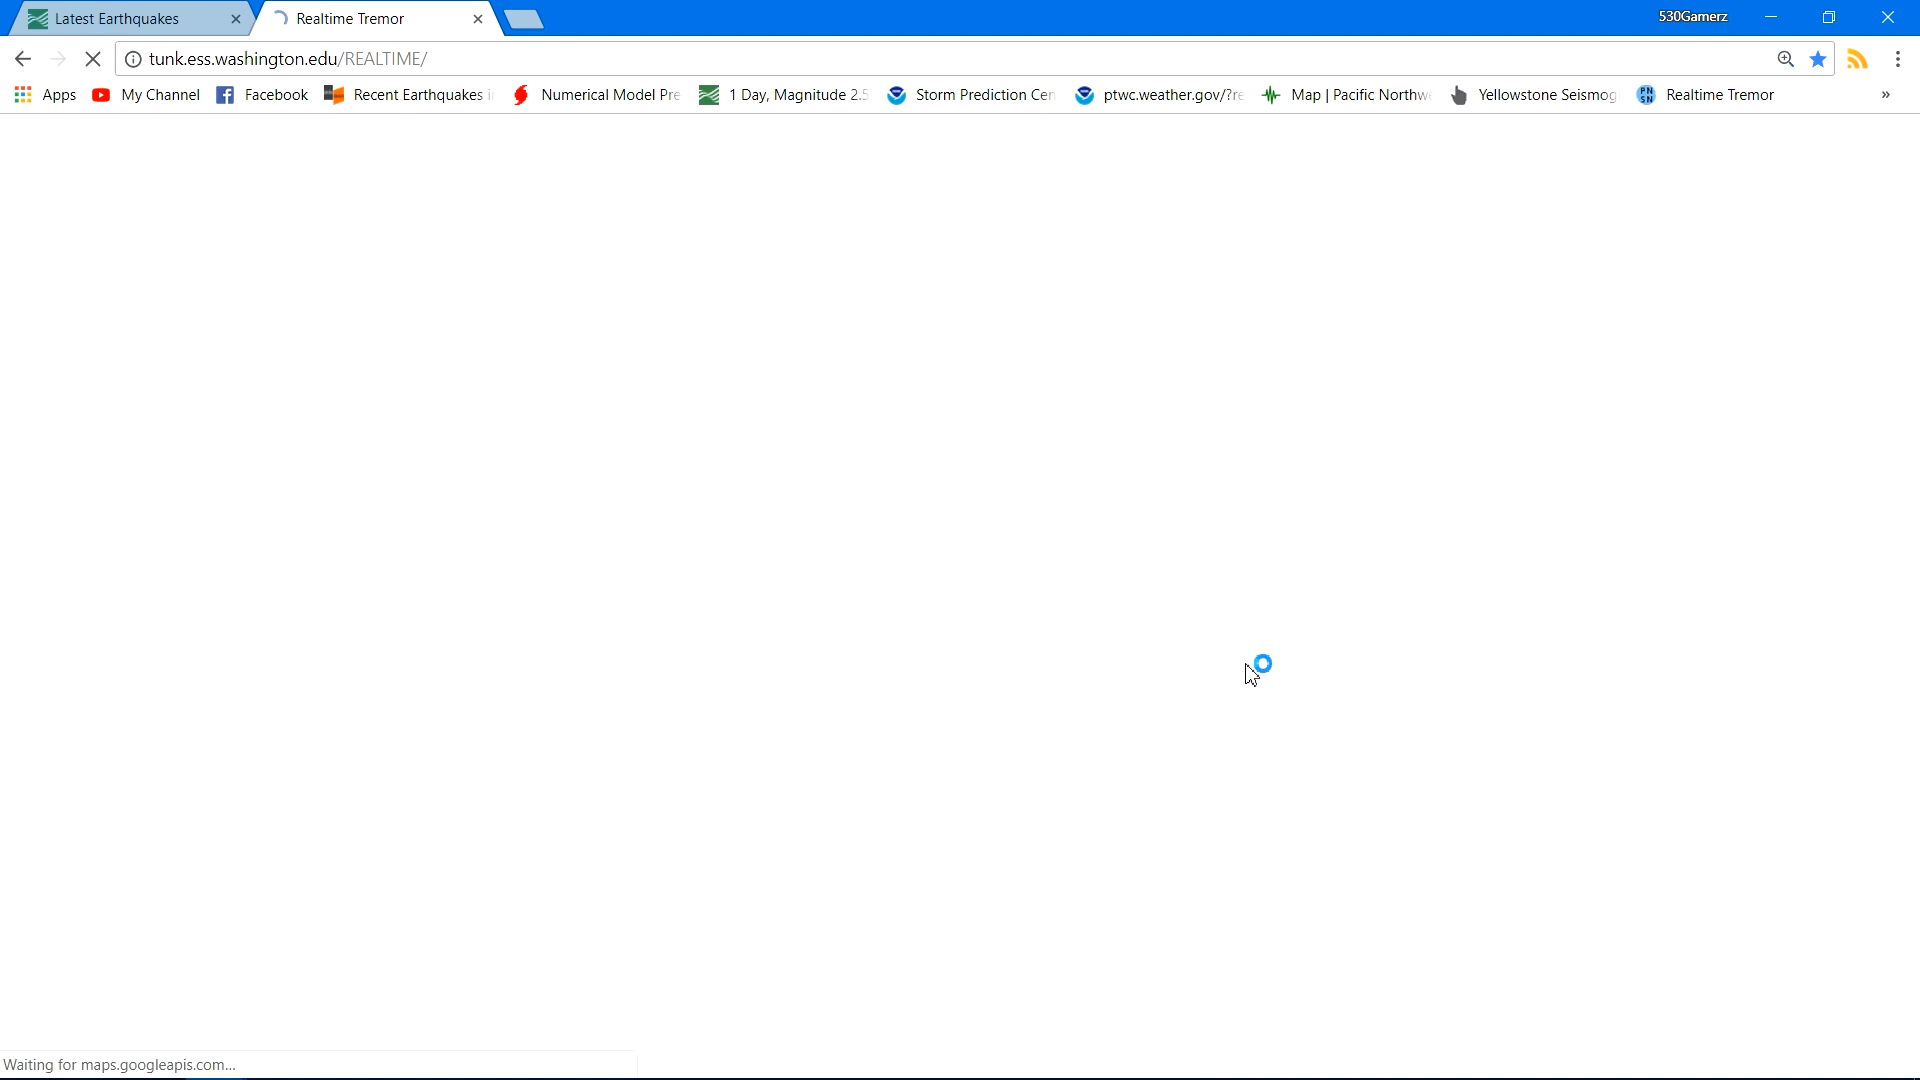 Latest Earthquakes
Realtime Tremor
530Gamerz
tunk.ess.washington.edu/REALTIME/
Apps
My Channel
Facebook
Recent Earthquakes i
Numerical Model Pre
1 Day, Magnitude 2.5
Storm Prediction Cen
ptwc.weather.gov/?re
Map | Pacific Northw
Yellowstone Seismog
PN
SN
Realtime Tremor
»
Waiting for maps.googleapis.com...